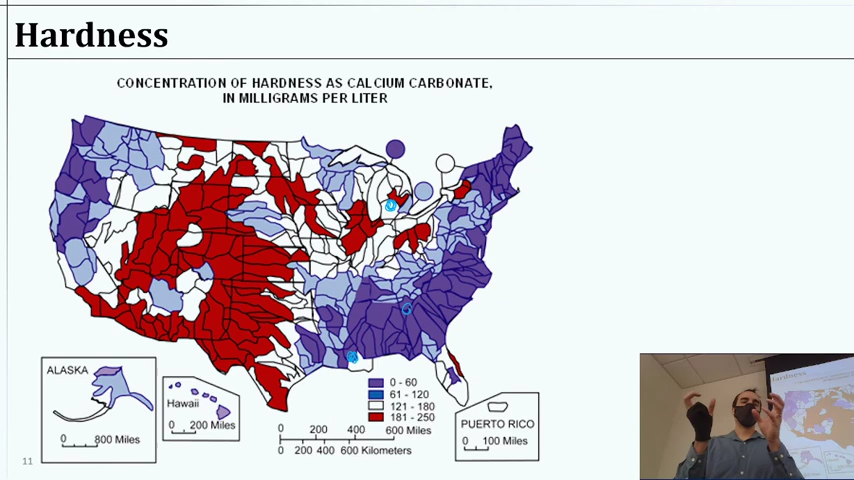 Hardness
CONCENTRATION OF HARDNESS AS CALCIUM CARBONATE,
IN MILLIGRAMS PER LITER
ALASKA
0 800 Miles
Hawaii
0 200 Miles
0 - 60
61 - 120
121 - 180
181 - 250
0 200 400 600 Miles
0 200 400 600 Kilometers
PUERTO RICO
0 100 Miles
11
Hardness